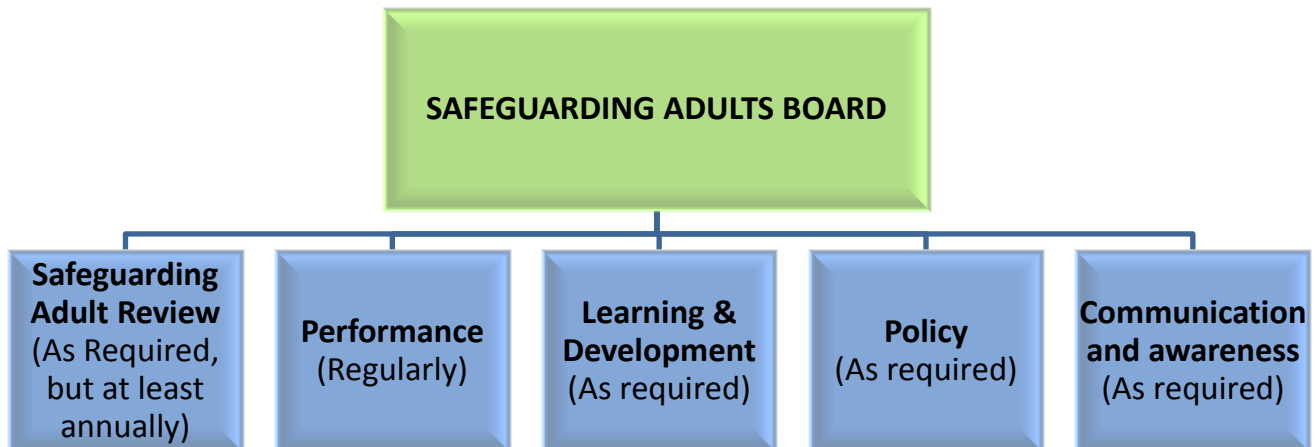 SAFEGUARDING ADULTS BOARD
Safeguarding
Adult Review
(As Required,
but at least
annually)
Performance
(Regularly)
Learning &
Development
(As required)
Policy
(As required)
Communication
and awareness
(As required)